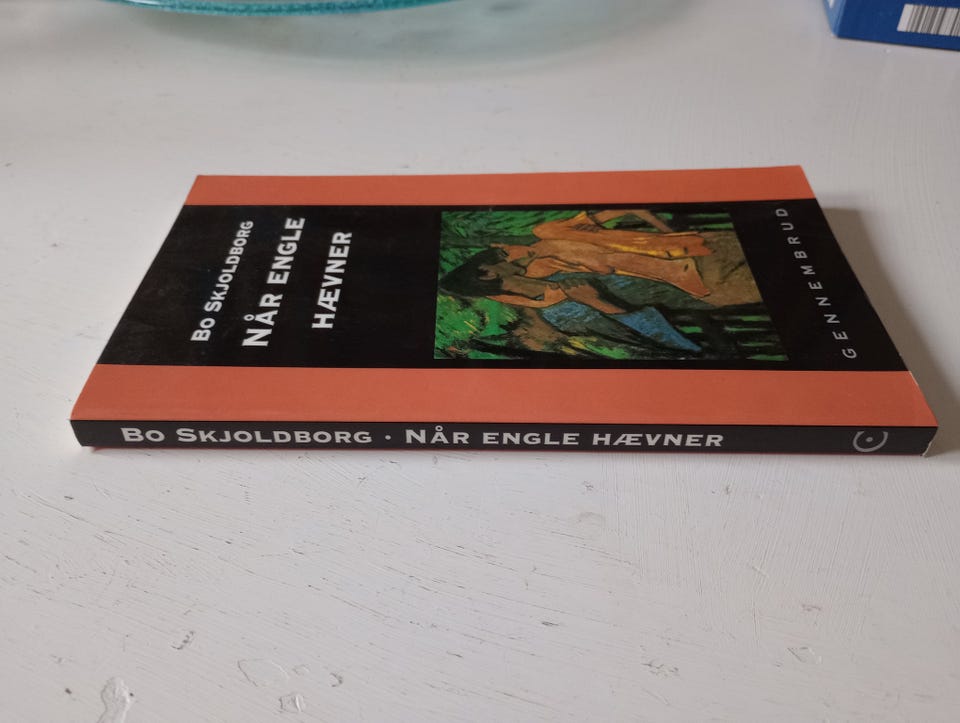 BO SKJOLDBORG
NÅR ENGLE
HÆVNER
GENNEMBRUD
BO SKJOLDBORG · NÅR ENGLE HÆVNER